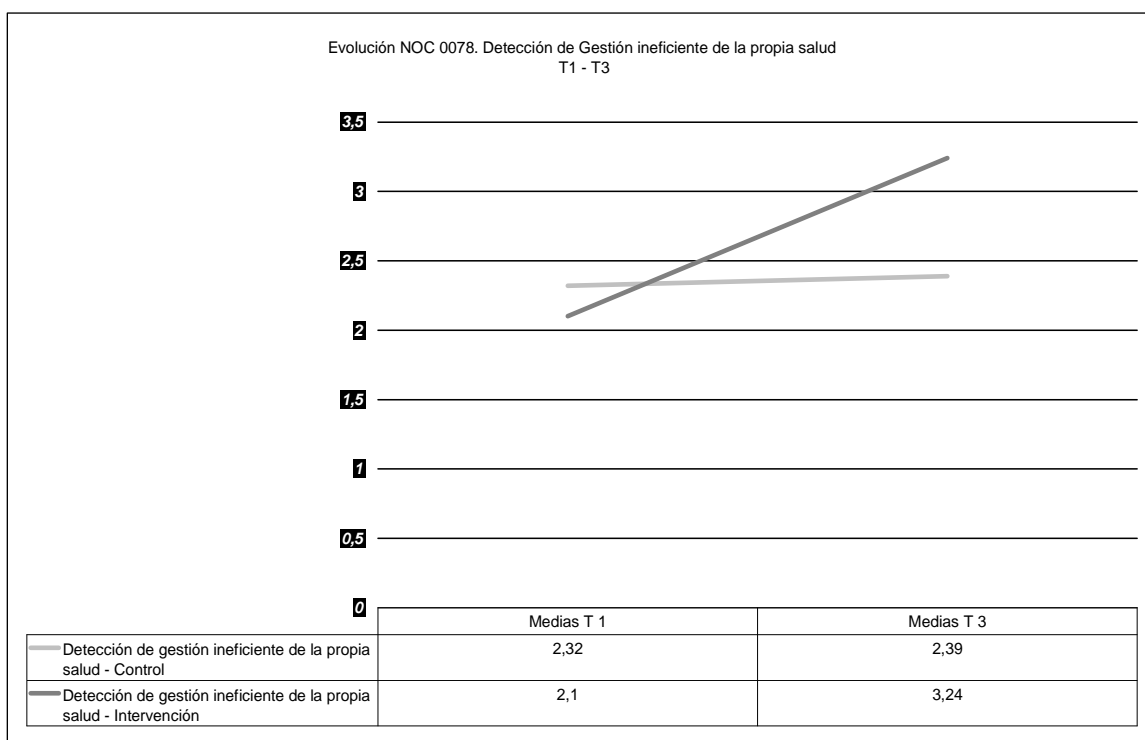 Evolución NOC 0078. Detección de Gestión ineficiente de la propia salud
T1 - T3
3,5
3
2,5
2
1,5
1
0,5
0
Medias T 1
Medias T 3
Detección de gestión ineficiente de la propia
salud - Control
2,32
2,39
Detección de gestión ineficiente de la propia
salud - Intervención
2,1
3,24